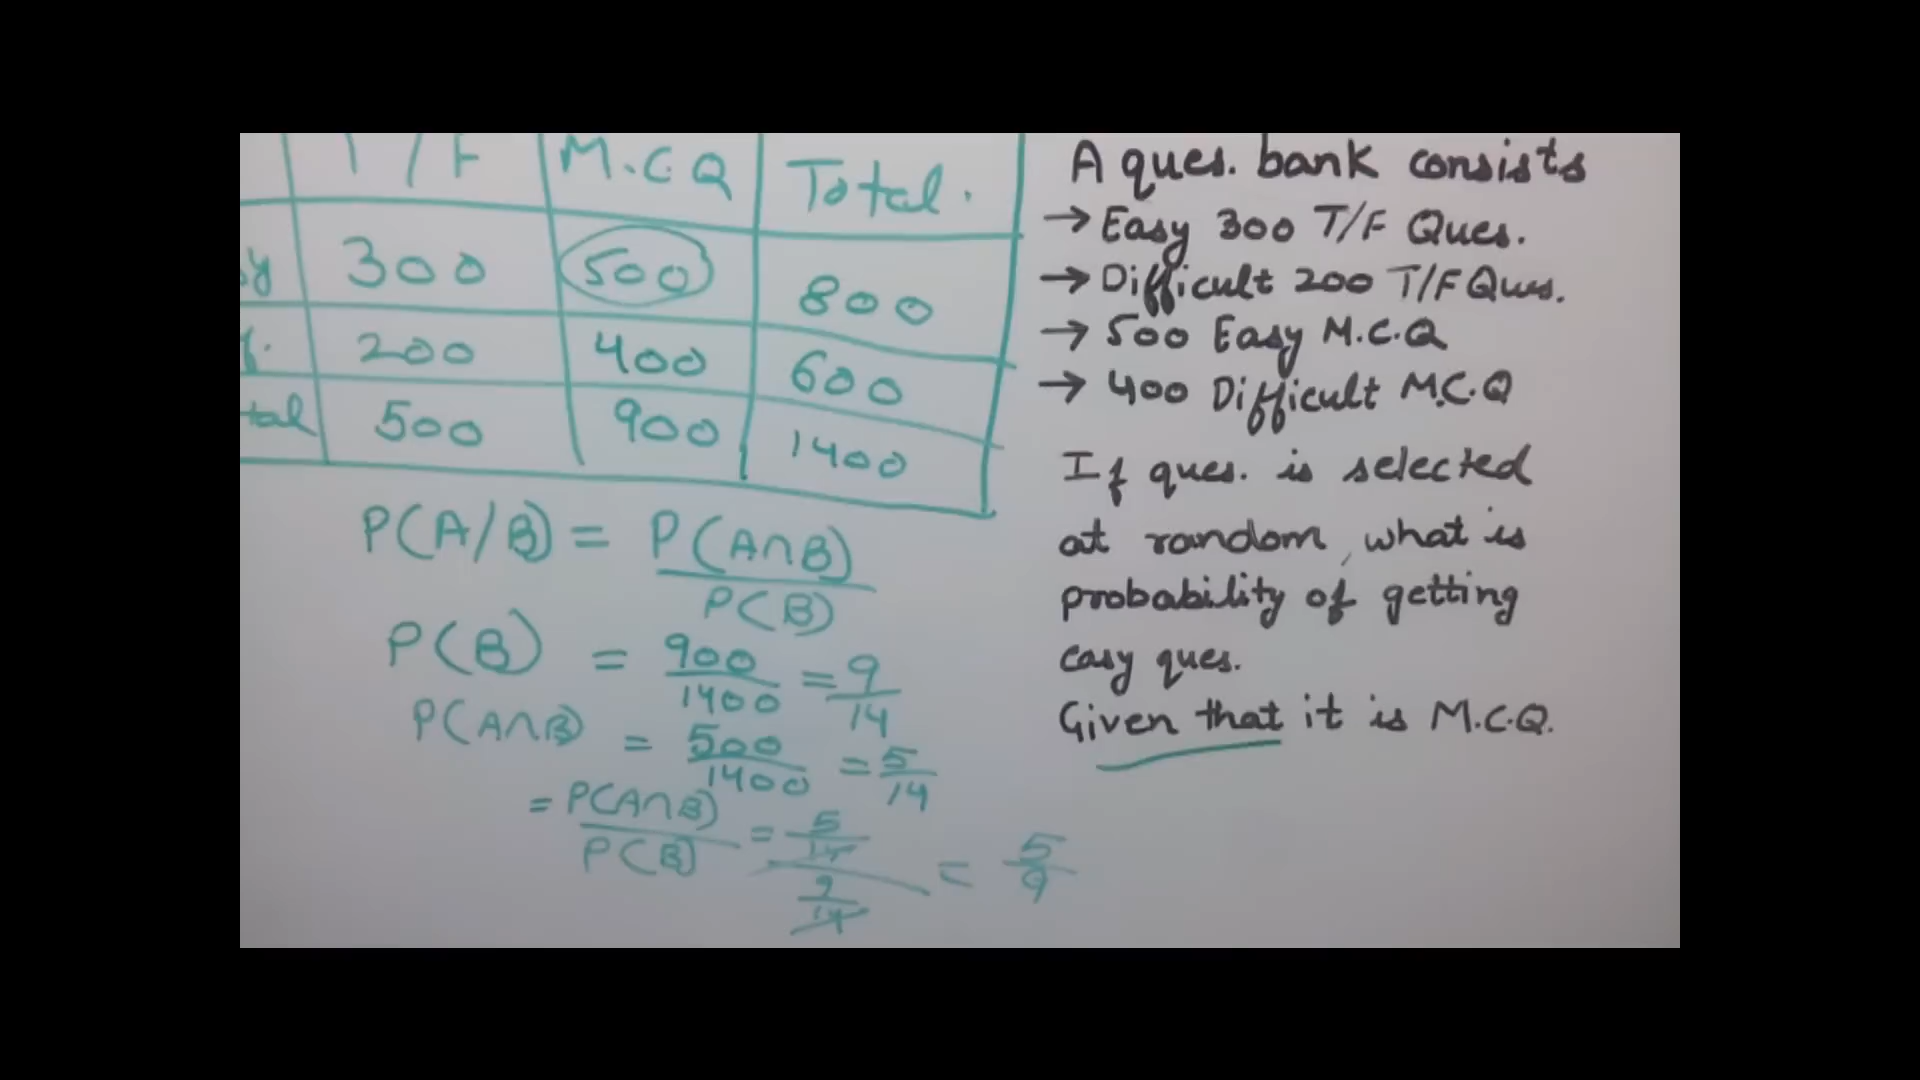 T/F M.C.Q Total.
300 500 800
200 400 600
500 900 1400
P(A/B) = P(A∩B)
P(B)
P(B) = 900/1400 = 9/14
P(A∩B) = 500/1400 = 5/14
= P(A∩B)/P(B) = 5/14 / 9/14 = 5/9
A ques. bank consists
→ Easy 300 T/F Ques.
→ Difficult 200 T/F Ques.
→ 500 Easy M.C.Q
→ 400 Difficult M.C.Q
If ques. is selected
at random, what is
probability of getting
easy ques.
Given that it is M.C.Q.